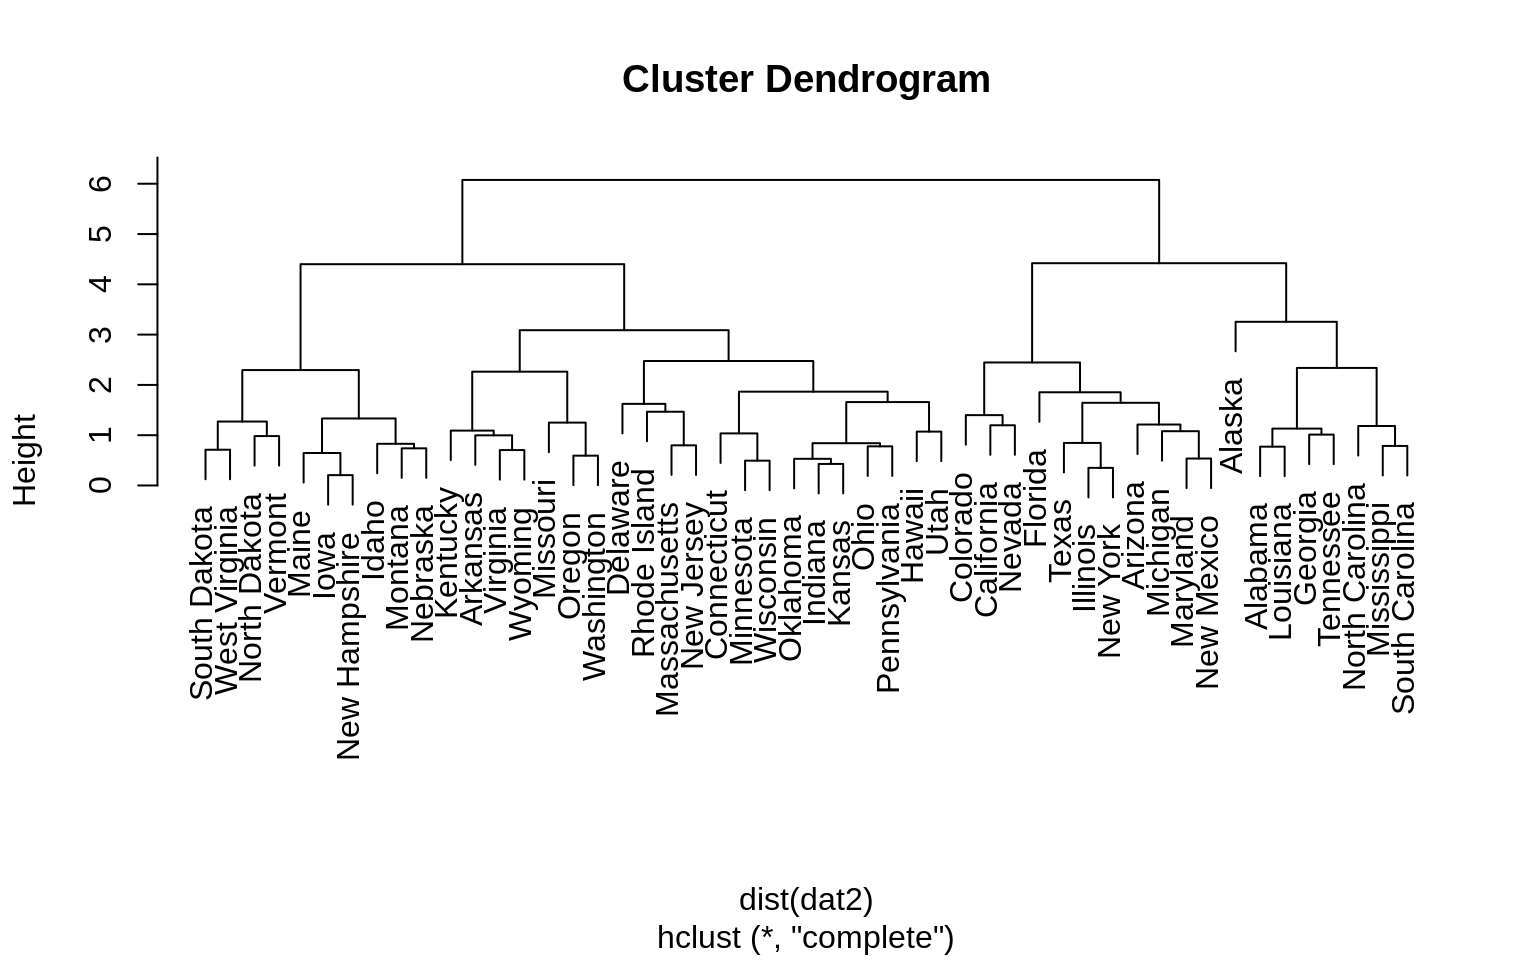 Cluster Dendrogram
Height
6
5
4
3
2
1
0
South Dakota
West Virginia
North Dakota
Vermont
Maine
Iowa
New Hampshire
Idaho
Montana
Nebraska
Kentucky
Arkansas
Virginia
Wyoming
Missouri
Oregon
Washington
Delaware
Rhode Island
Massachusetts
New Jersey
Connecticut
Minnesota
Wisconsin
Oklahoma
Indiana
Kansas
Ohio
Pennsylvania
Hawaii
Utah
Colorado
California
Nevada
Florida
Texas
Illinois
New York
Arizona
Michigan
Maryland
New Mexico
Alaska
Alabama
Louisiana
Georgia
Tennessee
North Carolina
Mississippi
South Carolina
dist(dat2)
hclust (*, "complete")